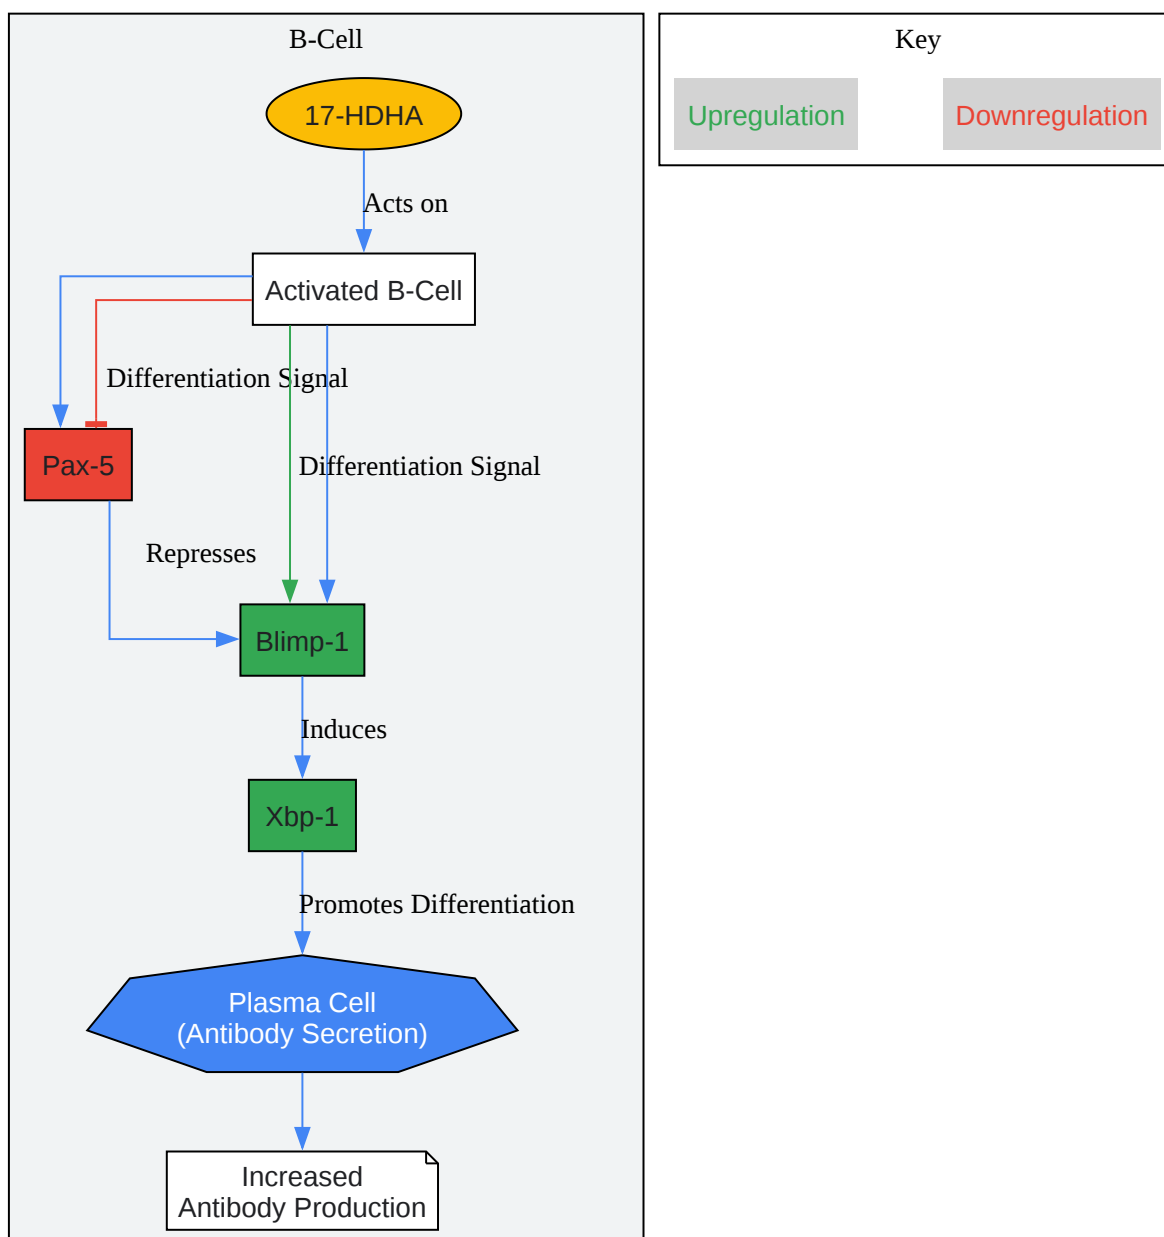 B-Cell
Key
17-HDHA
Upregulation
Downregulation
Acts on
Activated B-Cell
Differentiation Signal
Pax-5
Differentiation Signal
Represses
Blimp-1
Induces
Xbp-1
Promotes Differentiation
Plasma Cell
(Antibody Secretion)
Increased
Antibody Production